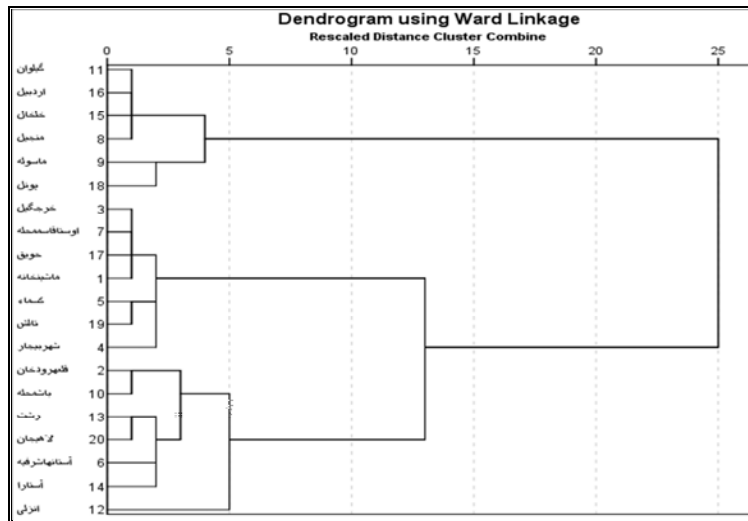 Dendrogram using Ward Linkage
Rescaled Distance Cluster Combine
0 5 10 15 20 25
گیلوان 11
اردبیل 16
خلخال 15
منجیل 8
ماسوله 9
یونل 18
خرجگیل 3
اوستاقاسممحله 7
حویق 17
ماشینخانه 1
کسماء 5
تالش 19
شهربیجار 4
قلعهرودخان 2
باشمحله 10
رشت 13
لاهیجان 20
آستانهاشرفیه 6
آستارا 14
انزلی 12